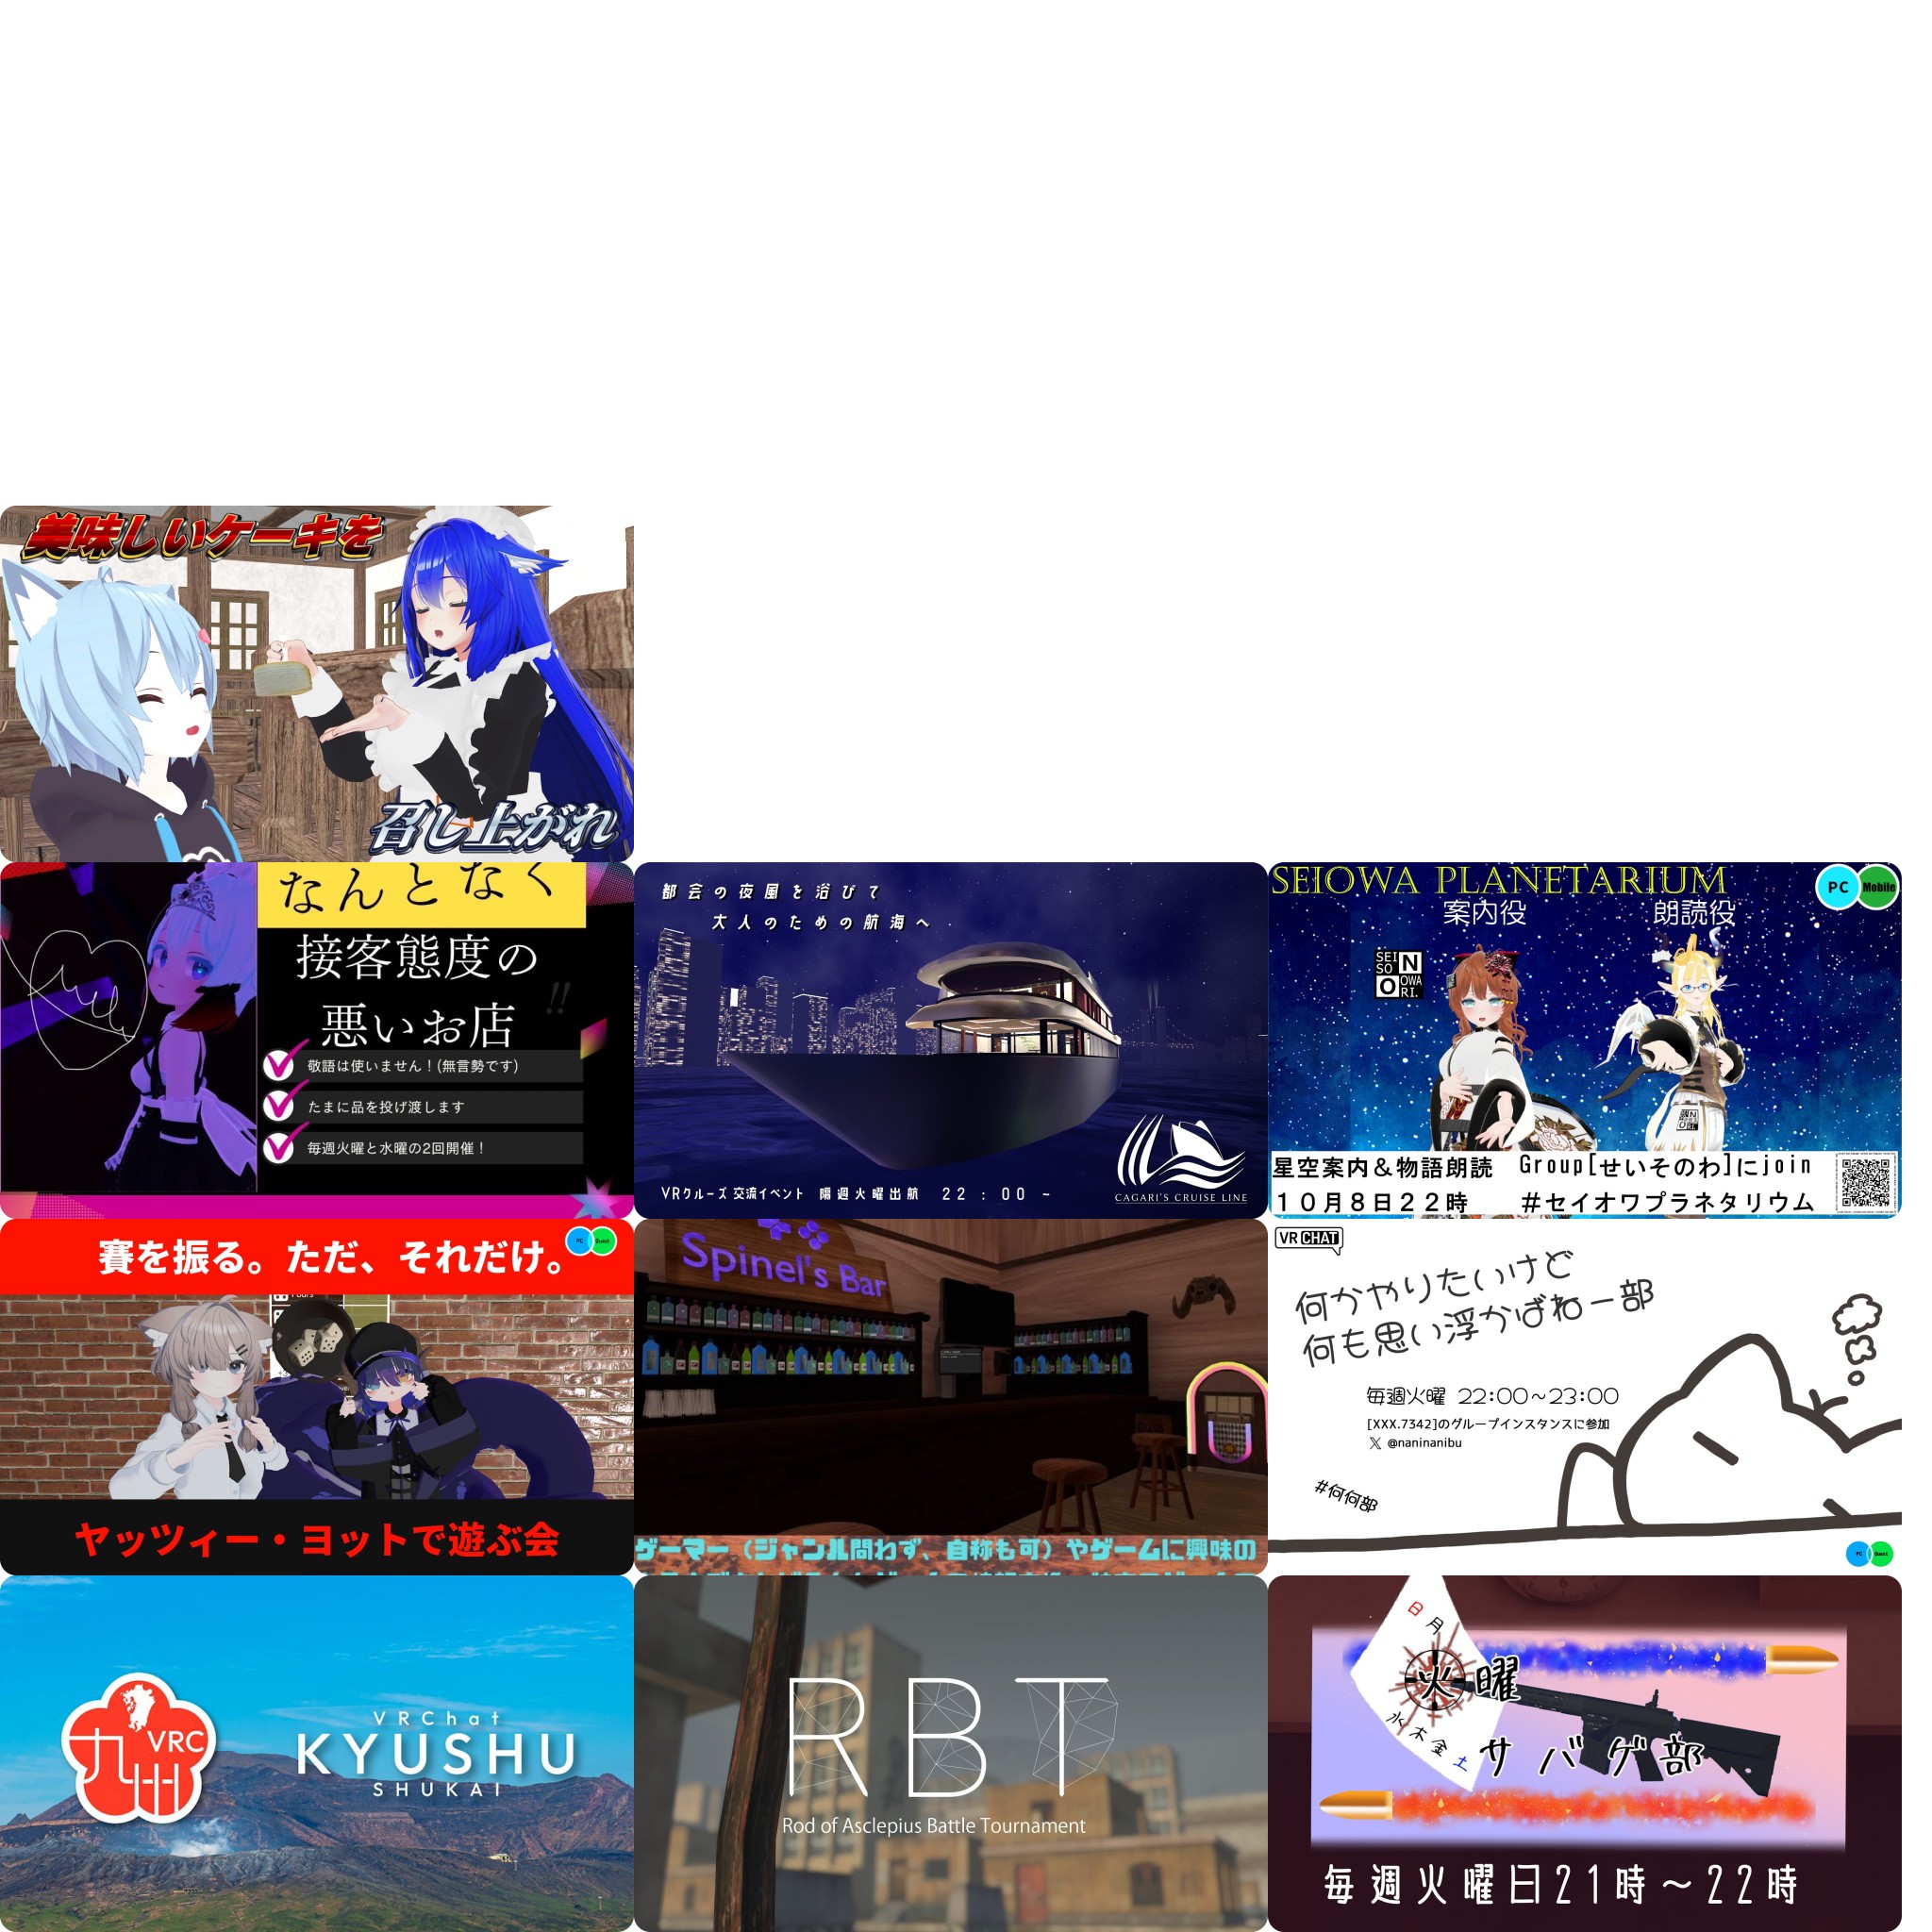 美味しいケーキを
召し上がれ
なんとなく
接客態度の
悪いお店
!!
敬語は使いません！(無言勢です)
たまに品を投げ渡します
毎週火曜と水曜の2回開催！
都会の夜風を浴びて
大人のための航海へ
VRクルーズ交流イベント 隔週火曜出航 22：00 ~
CAGARI'S CRUISE LINE
SEIOWA PLANETARIUM
PC Mobile
案内役 朗読役
SEI
SO N
O OWA
RI.
星空案内＆物語朗読 Group[せいそのわ]にjoin
１０月８日２２時 ＃セイオワプラネタリウム
賽を振る。ただ、それだけ。
PC Quest
ヤッツィー・ヨットで遊ぶ会
Spinel's Bar
ゲーマー（ジャンル問わず、自称も可）やゲームに興味の
VRCHAT
何かやりたいけど
何も思い浮かばねー部
毎週火曜 22:00～23:00
[XXX.7342]のグループインスタンスに参加
X @naninanibu
#何何部
PC Quest
九州 VRC
VRChat
KYUSHU
SHUKAI
RBT
Rod of Asclepius Battle Tournament
日
月
火曜
水木金土
サバゲ部
毎週火曜日21時～22時